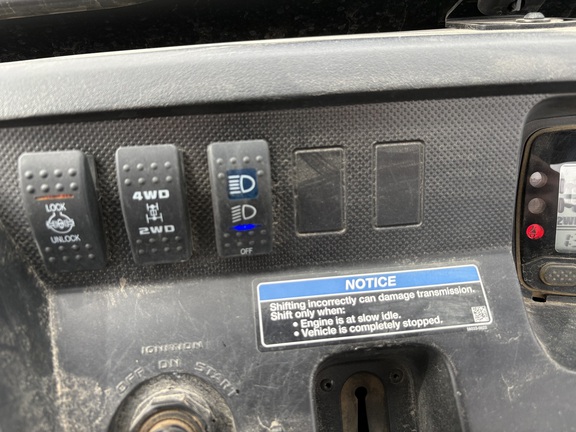 LOCK
UNLOCK
4WD
2WD
OFF
NOTICE
Shifting incorrectly can damage transmission.
Shift only when:
• Engine is at slow idle.
• Vehicle is completely stopped.
IGNITION
OFF ON START